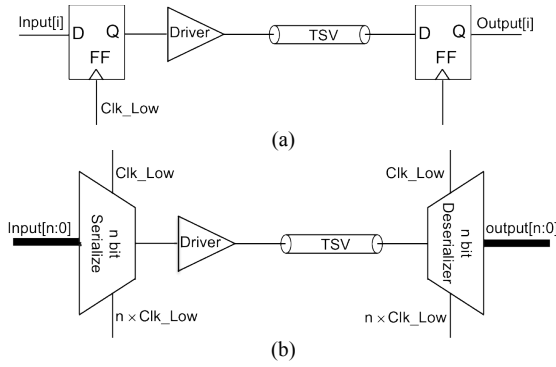 Input[i]
D Q
FF
Clk_Low
Driver
TSV
D Q
FF
Output[i]
(a)
Clk_Low
Input[n:0]
n bit
Serialize
n × Clk_Low
Driver
TSV
Clk_Low
n bit
Deserializer
output[n:0]
n × Clk_Low
(b)